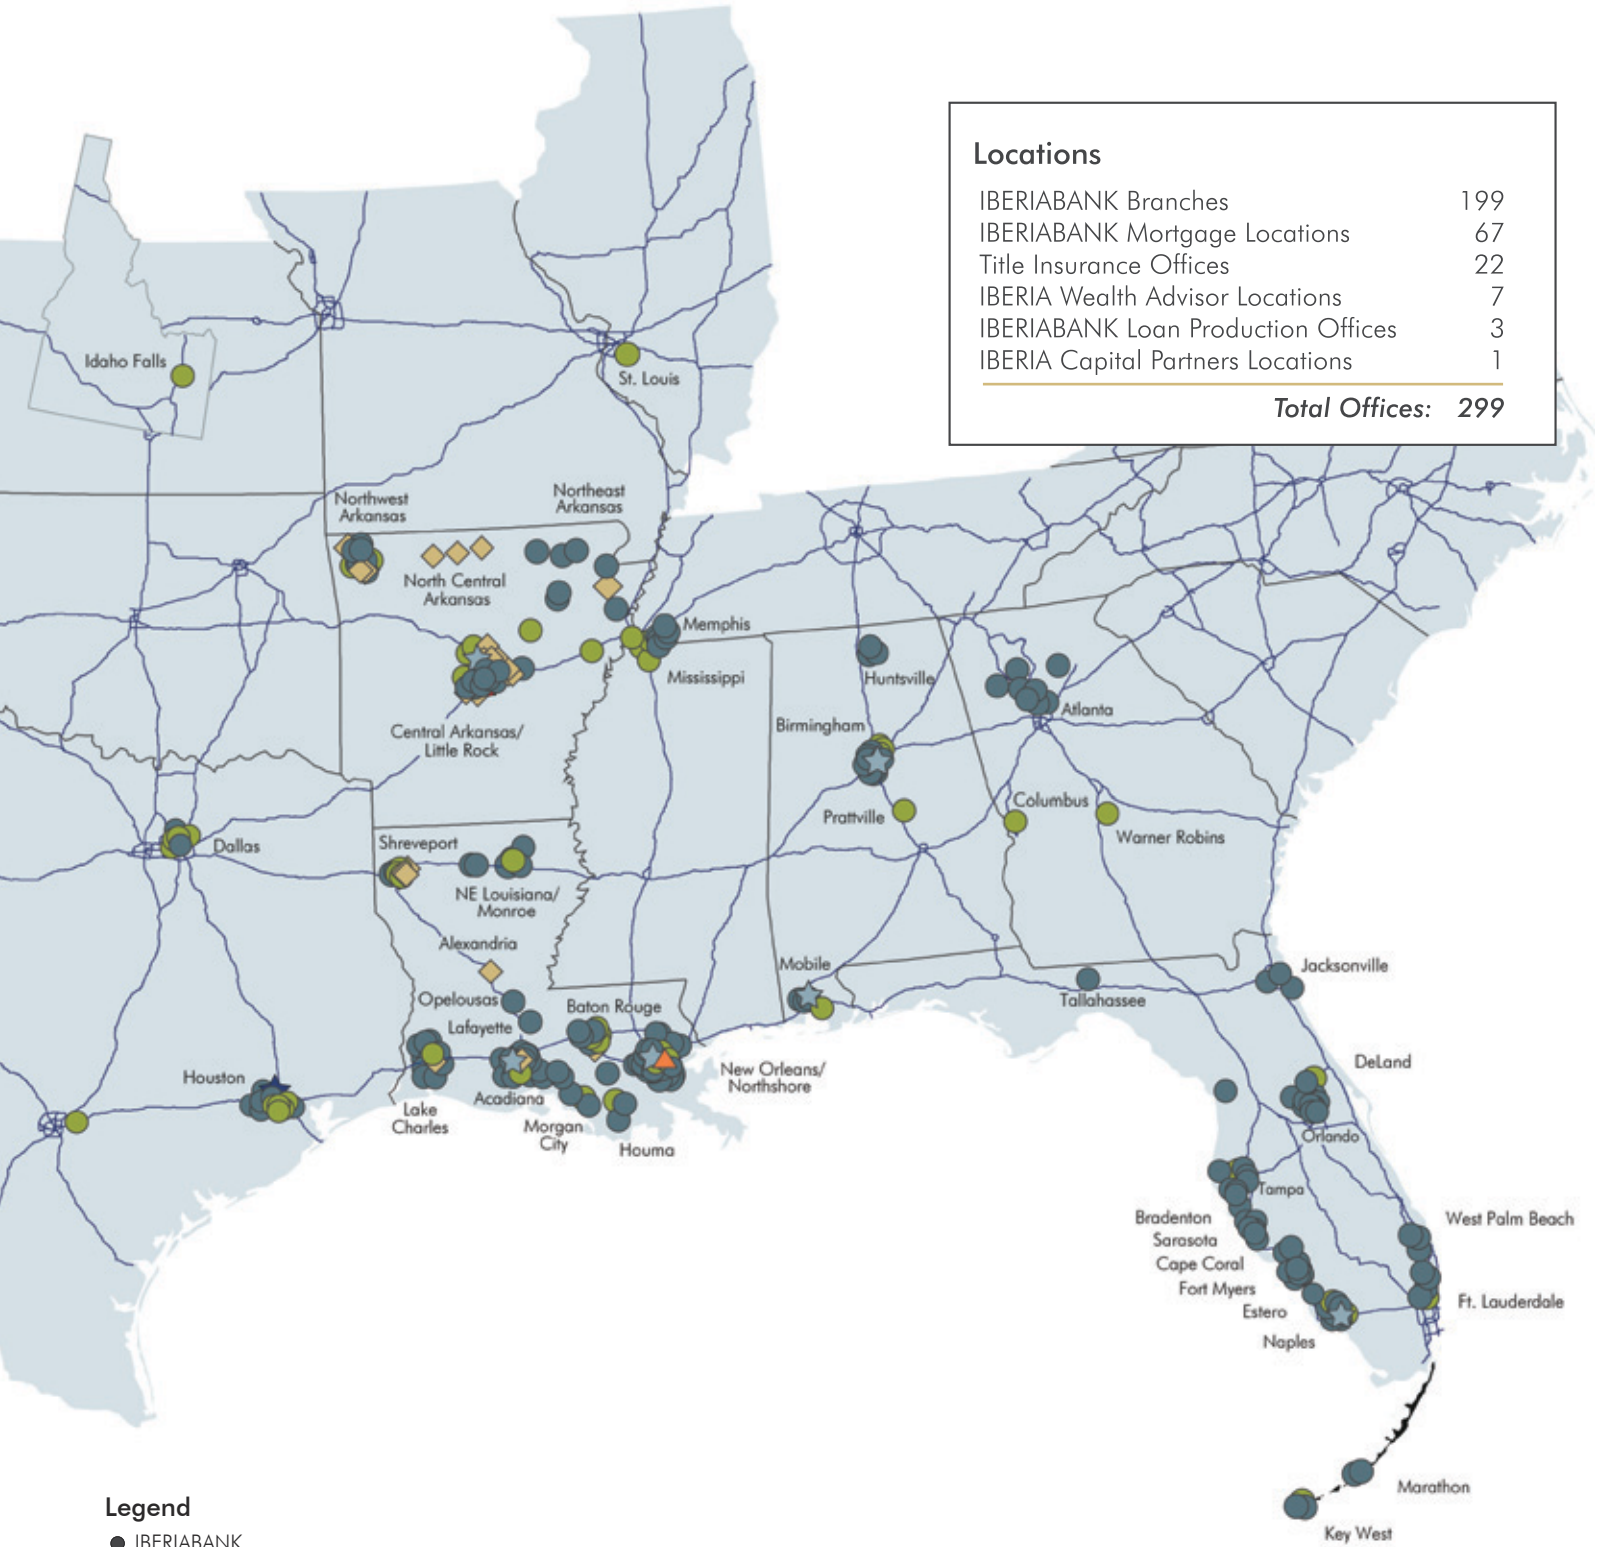 Locations
IBERIABANK Branches 199
IBERIABANK Mortgage Locations 67
Title Insurance Offices 22
IBERIA Wealth Advisor Locations 7
IBERIABANK Loan Production Offices 3
IBERIA Capital Partners Locations 1
Total Offices: 299
Idaho Falls
St. Louis
Northwest
Arkansas
Northeast
Arkansas
North Central
Arkansas
Memphis
Mississippi
Huntsville
Atlanta
Central Arkansas/
Little Rock
Birmingham
Prattville
Columbus
Warner Robins
Dallas
Shreveport
NE Louisiana/
Monroe
Alexandria
Mobile
Jacksonville
Tallahassee
Opelousas
Baton Rouge
Lafayette
New Orleans/
Northshore
DeLand
Houston
Acadiana
Lake
Charles
Morgan
City
Houma
Orlando
Tampa
Bradenton
Sarasota
West Palm Beach
Cape Coral
Fort Myers
Estero
Ft. Lauderdale
Naples
Marathon
Key West
Legend
IBERIABANK